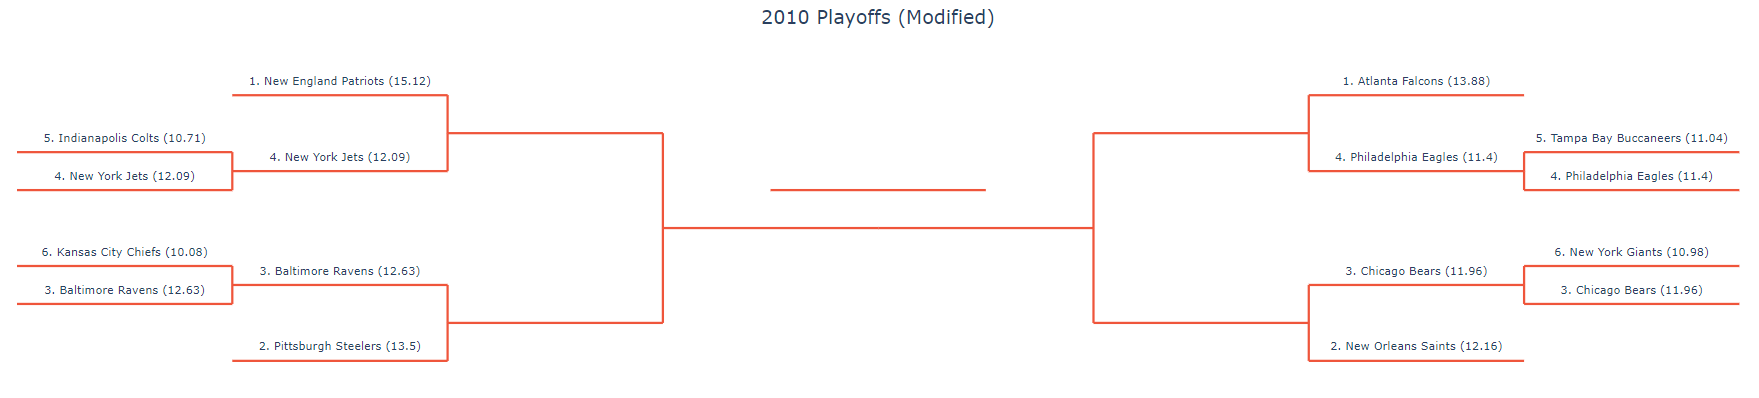 2010 Playoffs (Modified)
1. New England Patriots (15.12)
1. Atlanta Falcons (13.88)
5. Indianapolis Colts (10.71)
5. Tampa Bay Buccaneers (11.04)
4. New York Jets (12.09)
4. Philadelphia Eagles (11.4)
4. New York Jets (12.09)
4. Philadelphia Eagles (11.4)
6. Kansas City Chiefs (10.08)
6. New York Giants (10.98)
3. Baltimore Ravens (12.63)
3. Chicago Bears (11.96)
3. Baltimore Ravens (12.63)
3. Chicago Bears (11.96)
2. Pittsburgh Steelers (13.5)
2. New Orleans Saints (12.16)